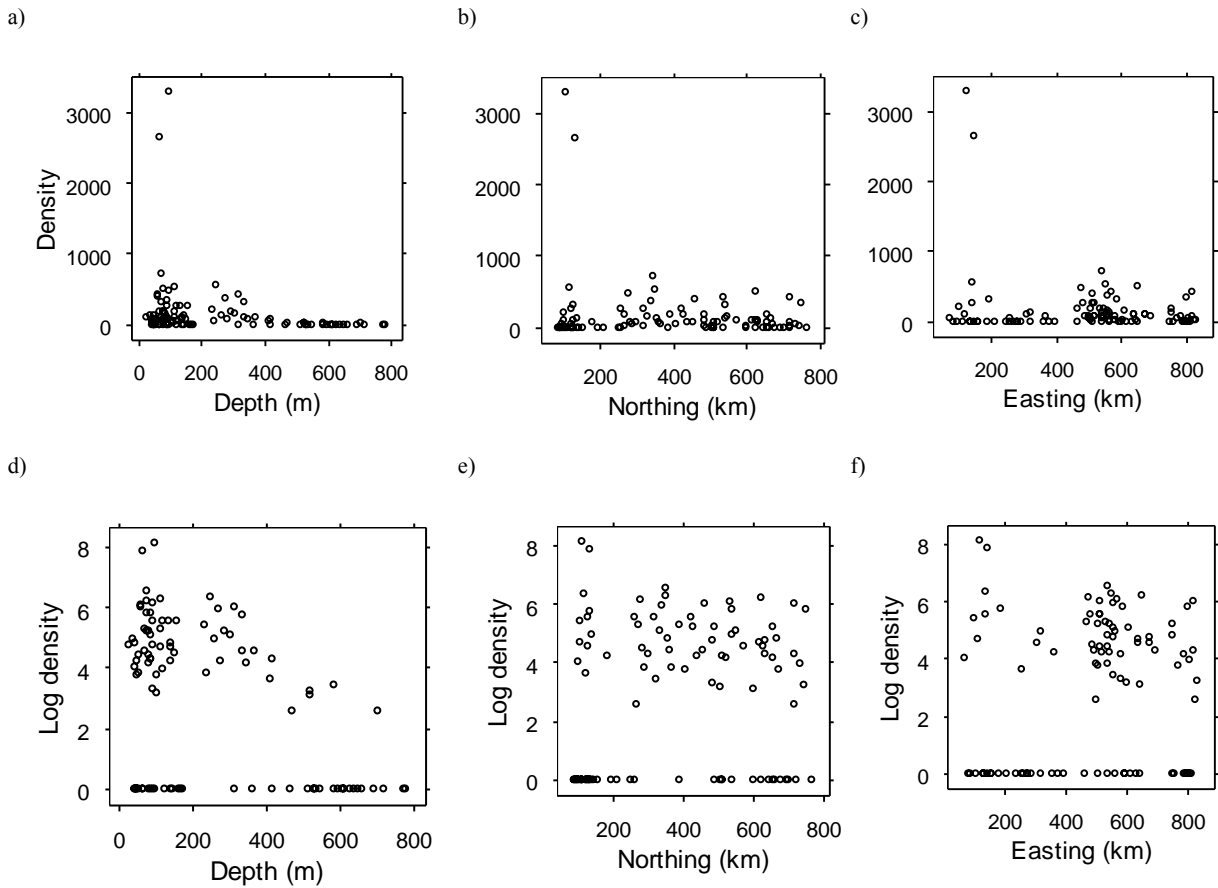 a)
b)
c)
3000
2000
1000
0
Density
0 200 400 600 800
Depth (m)
3000
2000
1000
0
200 400 600 800
Northing (km)
3000
2000
1000
0
200 400 600 800
Easting (km)
d)
e)
f)
8
6
4
2
0
Log density
0 200 400 600 800
Depth (m)
8
6
4
2
0
Log density
200 400 600 800
Northing (km)
8
6
4
2
0
Log density
200 400 600 800
Easting (km)